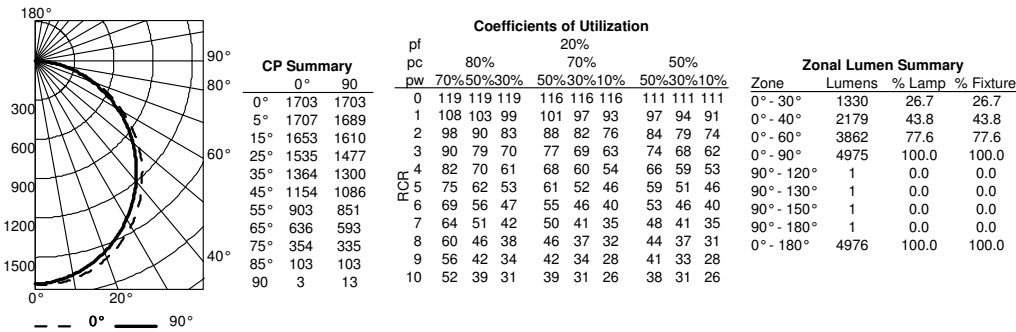 180°
90°
80°
300
600
60°
900
1200
40°
1500
0° 20°
0° 90°
CP Summary
0° 90
0° 1703 1703
5° 1707 1689
15° 1653 1610
25° 1535 1477
35° 1364 1300
45° 1154 1086
55° 903 851
65° 636 593
75° 354 335
85° 103 103
90 3 13
Coefficients of Utilization
pf 20%
pc 80% 70% 50%
pw 70%50%30% 50%30%10% 50%30%10%
RCR
0 119 119 119 116 116 116 111 111 111
1 108 103 99 101 97 93 97 94 91
2 98 90 83 88 82 76 84 79 74
3 90 79 70 77 69 63 74 68 62
4 82 70 61 68 60 54 66 59 53
5 75 62 53 61 52 46 59 51 46
6 69 56 47 55 46 40 53 46 40
7 64 51 42 50 41 35 48 41 35
8 60 46 38 46 37 32 44 37 31
9 56 42 34 42 34 28 41 33 28
10 52 39 31 39 31 26 38 31 26
Zonal Lumen Summary
Zone Lumens % Lamp % Fixture
0° - 30° 1330 26.7 26.7
0° - 40° 2179 43.8 43.8
0° - 60° 3862 77.6 77.6
0° - 90° 4975 100.0 100.0
90° - 120° 1 0.0 0.0
90° - 130° 1 0.0 0.0
90° - 150° 1 0.0 0.0
90° - 180° 1 0.0 0.0
0° - 180° 4976 100.0 100.0